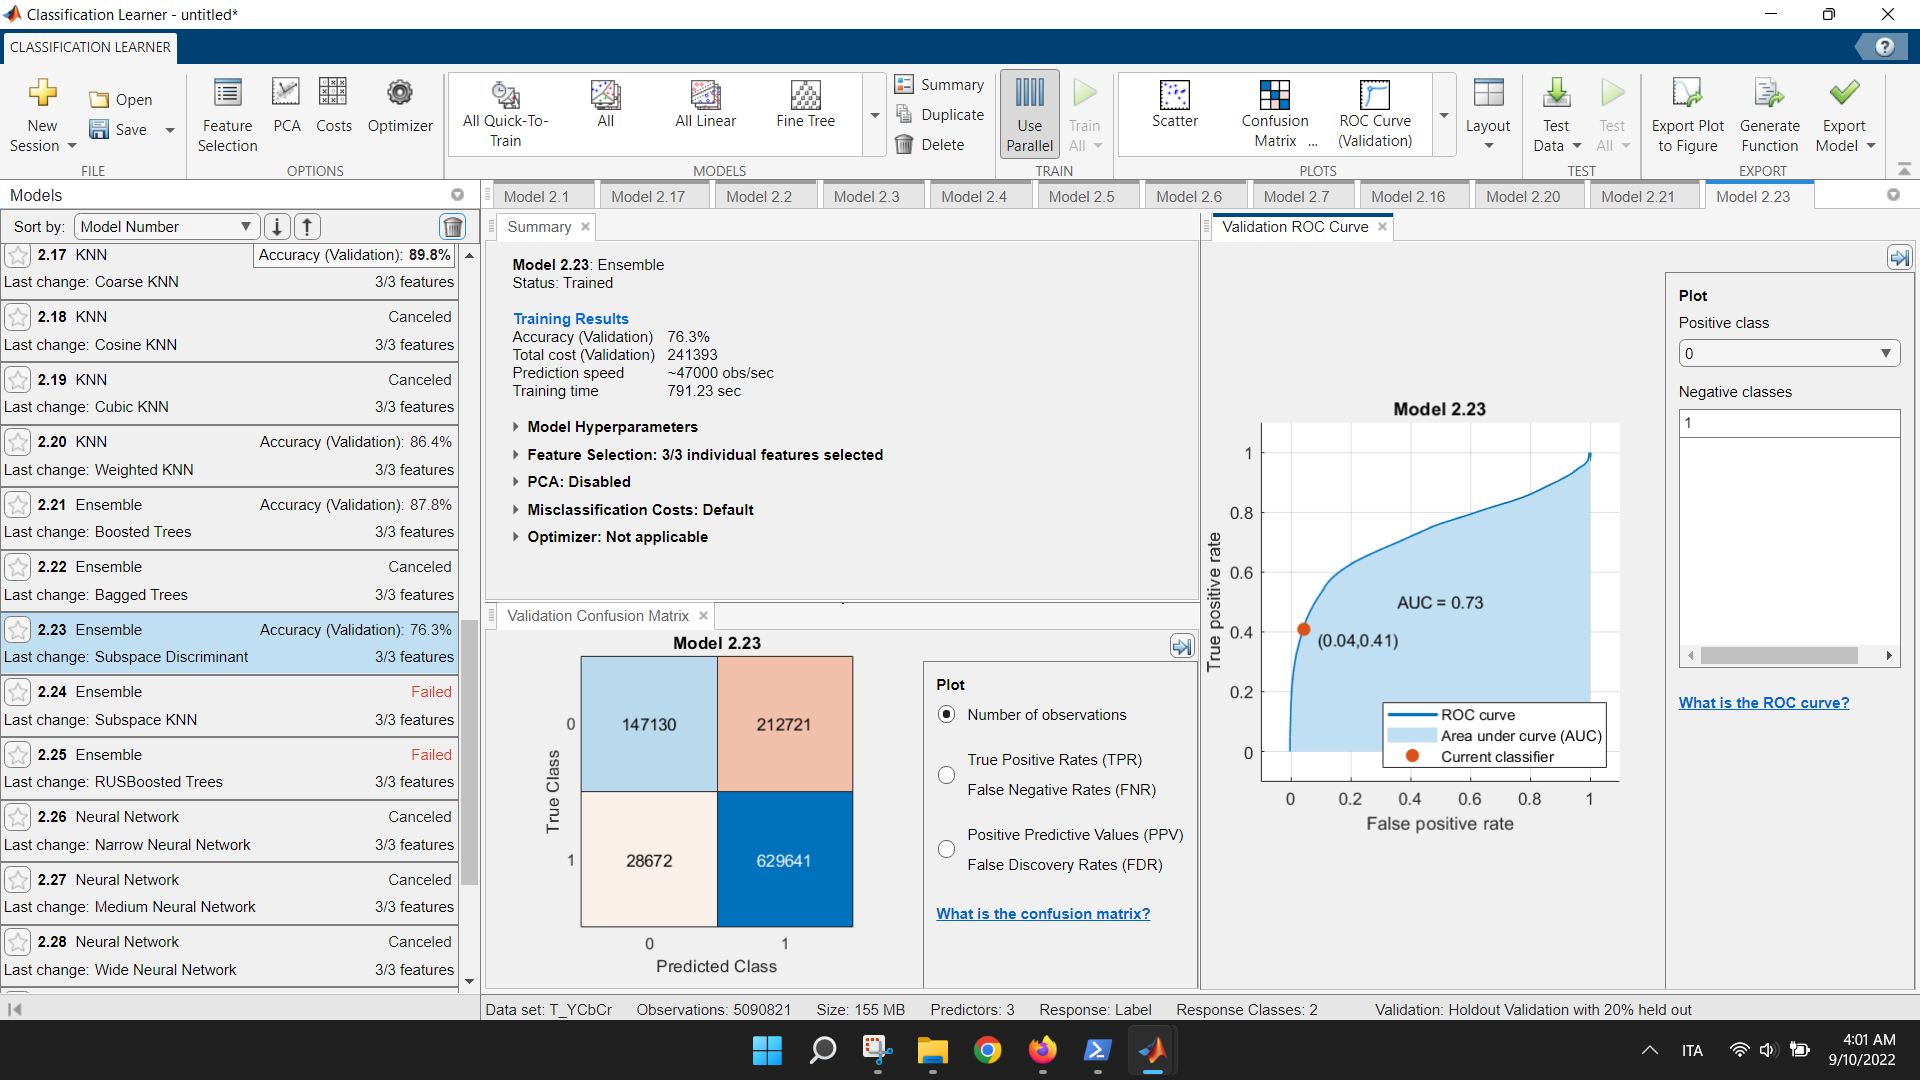 Classification Learner - untitled*
CLASSIFICATION LEARNER
New Session
Open
Save
FILE
Feature Selection
PCA
Costs
Optimizer
OPTIONS
All Quick-To-Train
All
All Linear
Fine Tree
MODELS
Summary
Duplicate
Delete
Use Parallel
Train All
TRAIN
Scatter
Confusion Matrix ...
ROC Curve (Validation)
PLOTS
Layout
Test Data
Test All
TEST
Export Plot to Figure
Generate Function
Export Model
EXPORT
Models
Sort by: Model Number
2.17 KNN Accuracy (Validation): 89.8%
Last change: Coarse KNN 3/3 features
2.18 KNN Canceled
Last change: Cosine KNN 3/3 features
2.19 KNN Canceled
Last change: Cubic KNN 3/3 features
2.20 KNN Accuracy (Validation): 86.4%
Last change: Weighted KNN 3/3 features
2.21 Ensemble Accuracy (Validation): 87.8%
Last change: Boosted Trees 3/3 features
2.22 Ensemble Canceled
Last change: Bagged Trees 3/3 features
2.23 Ensemble Accuracy (Validation): 76.3%
Last change: Subspace Discriminant 3/3 features
2.24 Ensemble Failed
Last change: Subspace KNN 3/3 features
2.25 Ensemble Failed
Last change: RUSBoosted Trees 3/3 features
2.26 Neural Network Canceled
Last change: Narrow Neural Network 3/3 features
2.27 Neural Network Canceled
Last change: Medium Neural Network 3/3 features
2.28 Neural Network Canceled
Last change: Wide Neural Network 3/3 features
Model 2.1 Model 2.17 Model 2.2 Model 2.3 Model 2.4 Model 2.5 Model 2.6 Model 2.7 Model 2.16 Model 2.20 Model 2.21 Model 2.23
Summary
Model 2.23: Ensemble
Status: Trained
Training Results
Accuracy (Validation) 76.3%
Total cost (Validation) 241393
Prediction speed ~47000 obs/sec
Training time 791.23 sec
Model Hyperparameters
Feature Selection: 3/3 individual features selected
PCA: Disabled
Misclassification Costs: Default
Optimizer: Not applicable
Validation Confusion Matrix
Model 2.23
0 147130 212721
1 28672 629641
0 1
True Class
Predicted Class
Plot
Number of observations
True Positive Rates (TPR)
False Negative Rates (FNR)
Positive Predictive Values (PPV)
False Discovery Rates (FDR)
What is the confusion matrix?
Validation ROC Curve
Model 2.23
1
0.8
0.6
0.4
0.2
0
True positive rate
AUC = 0.73
(0.04,0.41)
ROC curve
Area under curve (AUC)
Current classifier
0 0.2 0.4 0.6 0.8 1
False positive rate
Plot
Positive class
0
Negative classes
1
What is the ROC curve?
Data set: T_YCbCr Observations: 5090821 Size: 155 MB Predictors: 3 Response: Label Response Classes: 2 Validation: Holdout Validation with 20% held out
ITA
4:01 AM
9/10/2022